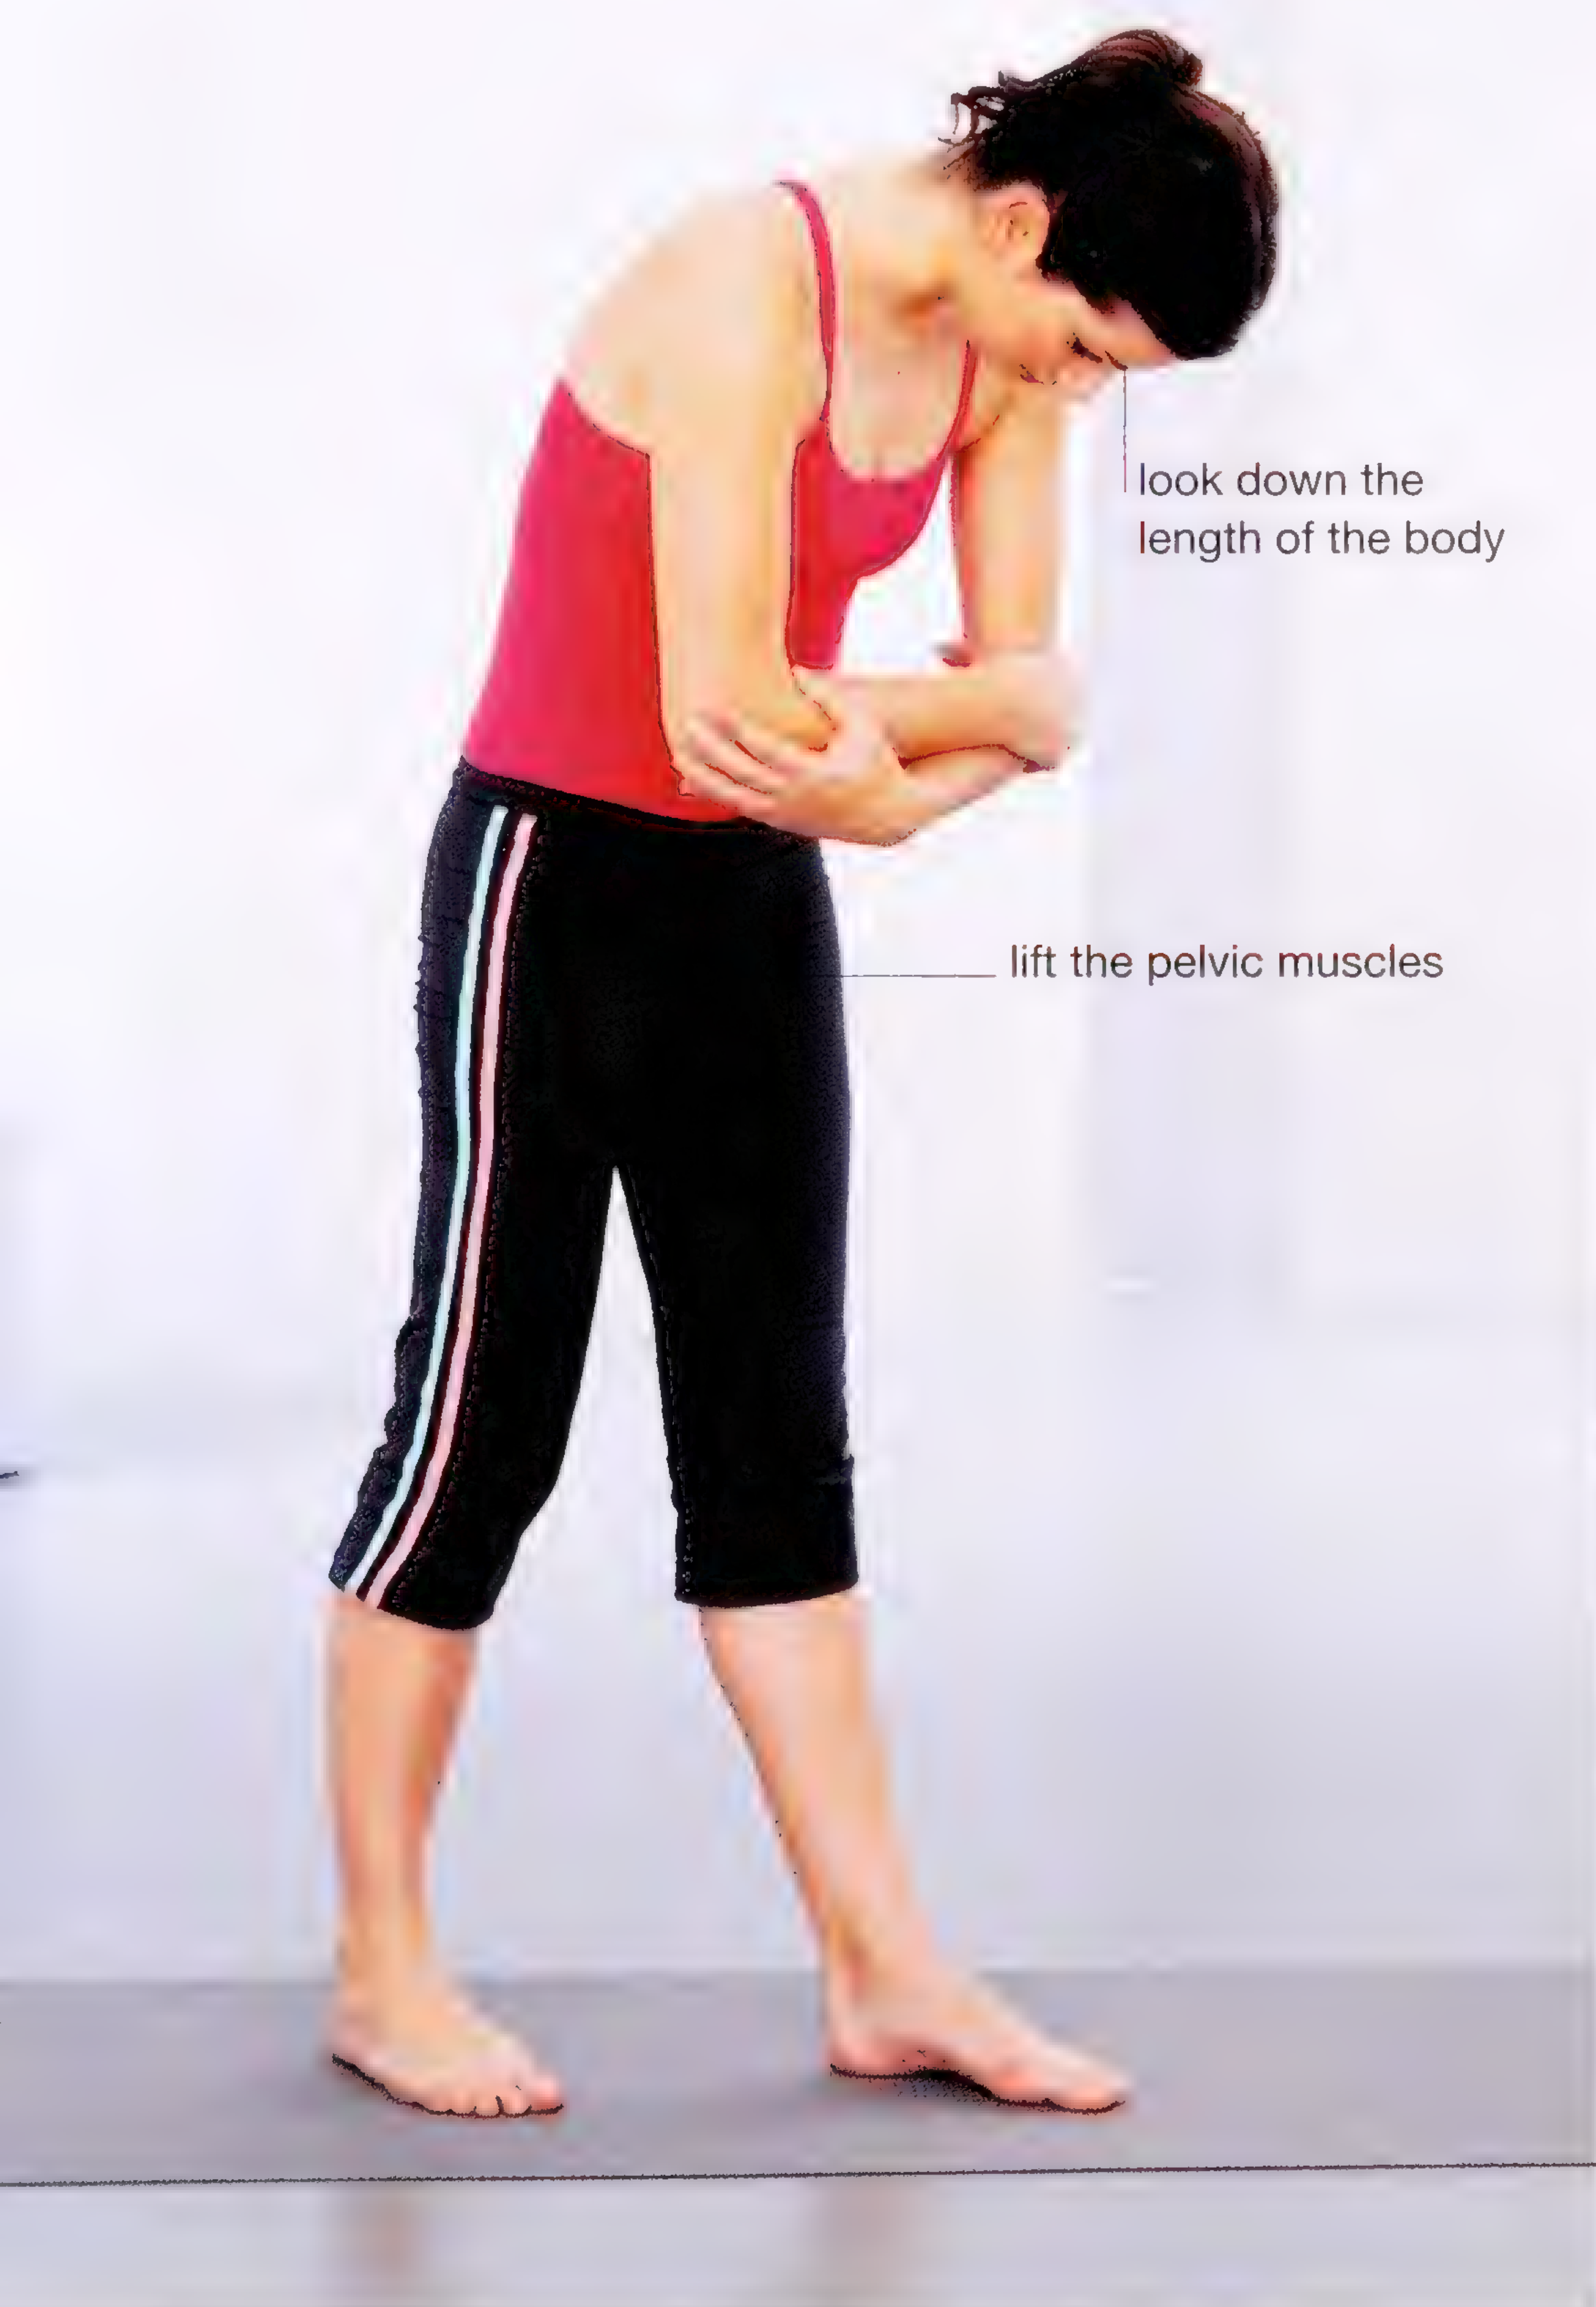 look down the
length of the body
lift the pelvic muscles